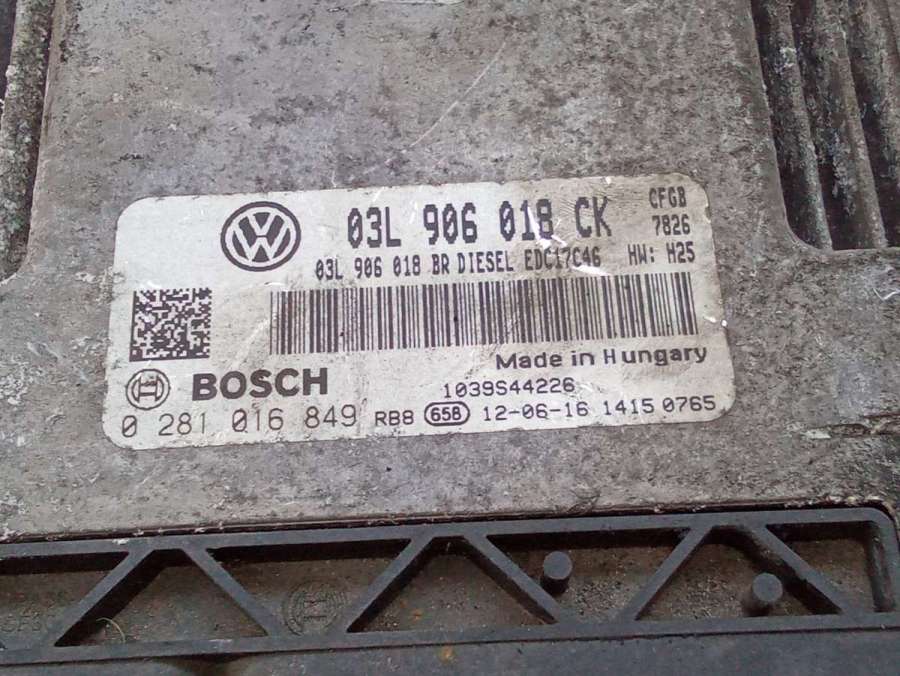 03L 906 018 CK CFGB
7826
03L 906 018 BR DIESEL EDC17C46 HW: H25
Made in Hungary
BOSCH 1039S44226
0 281 016 849 RB8 658 12-06-16 1415 0765